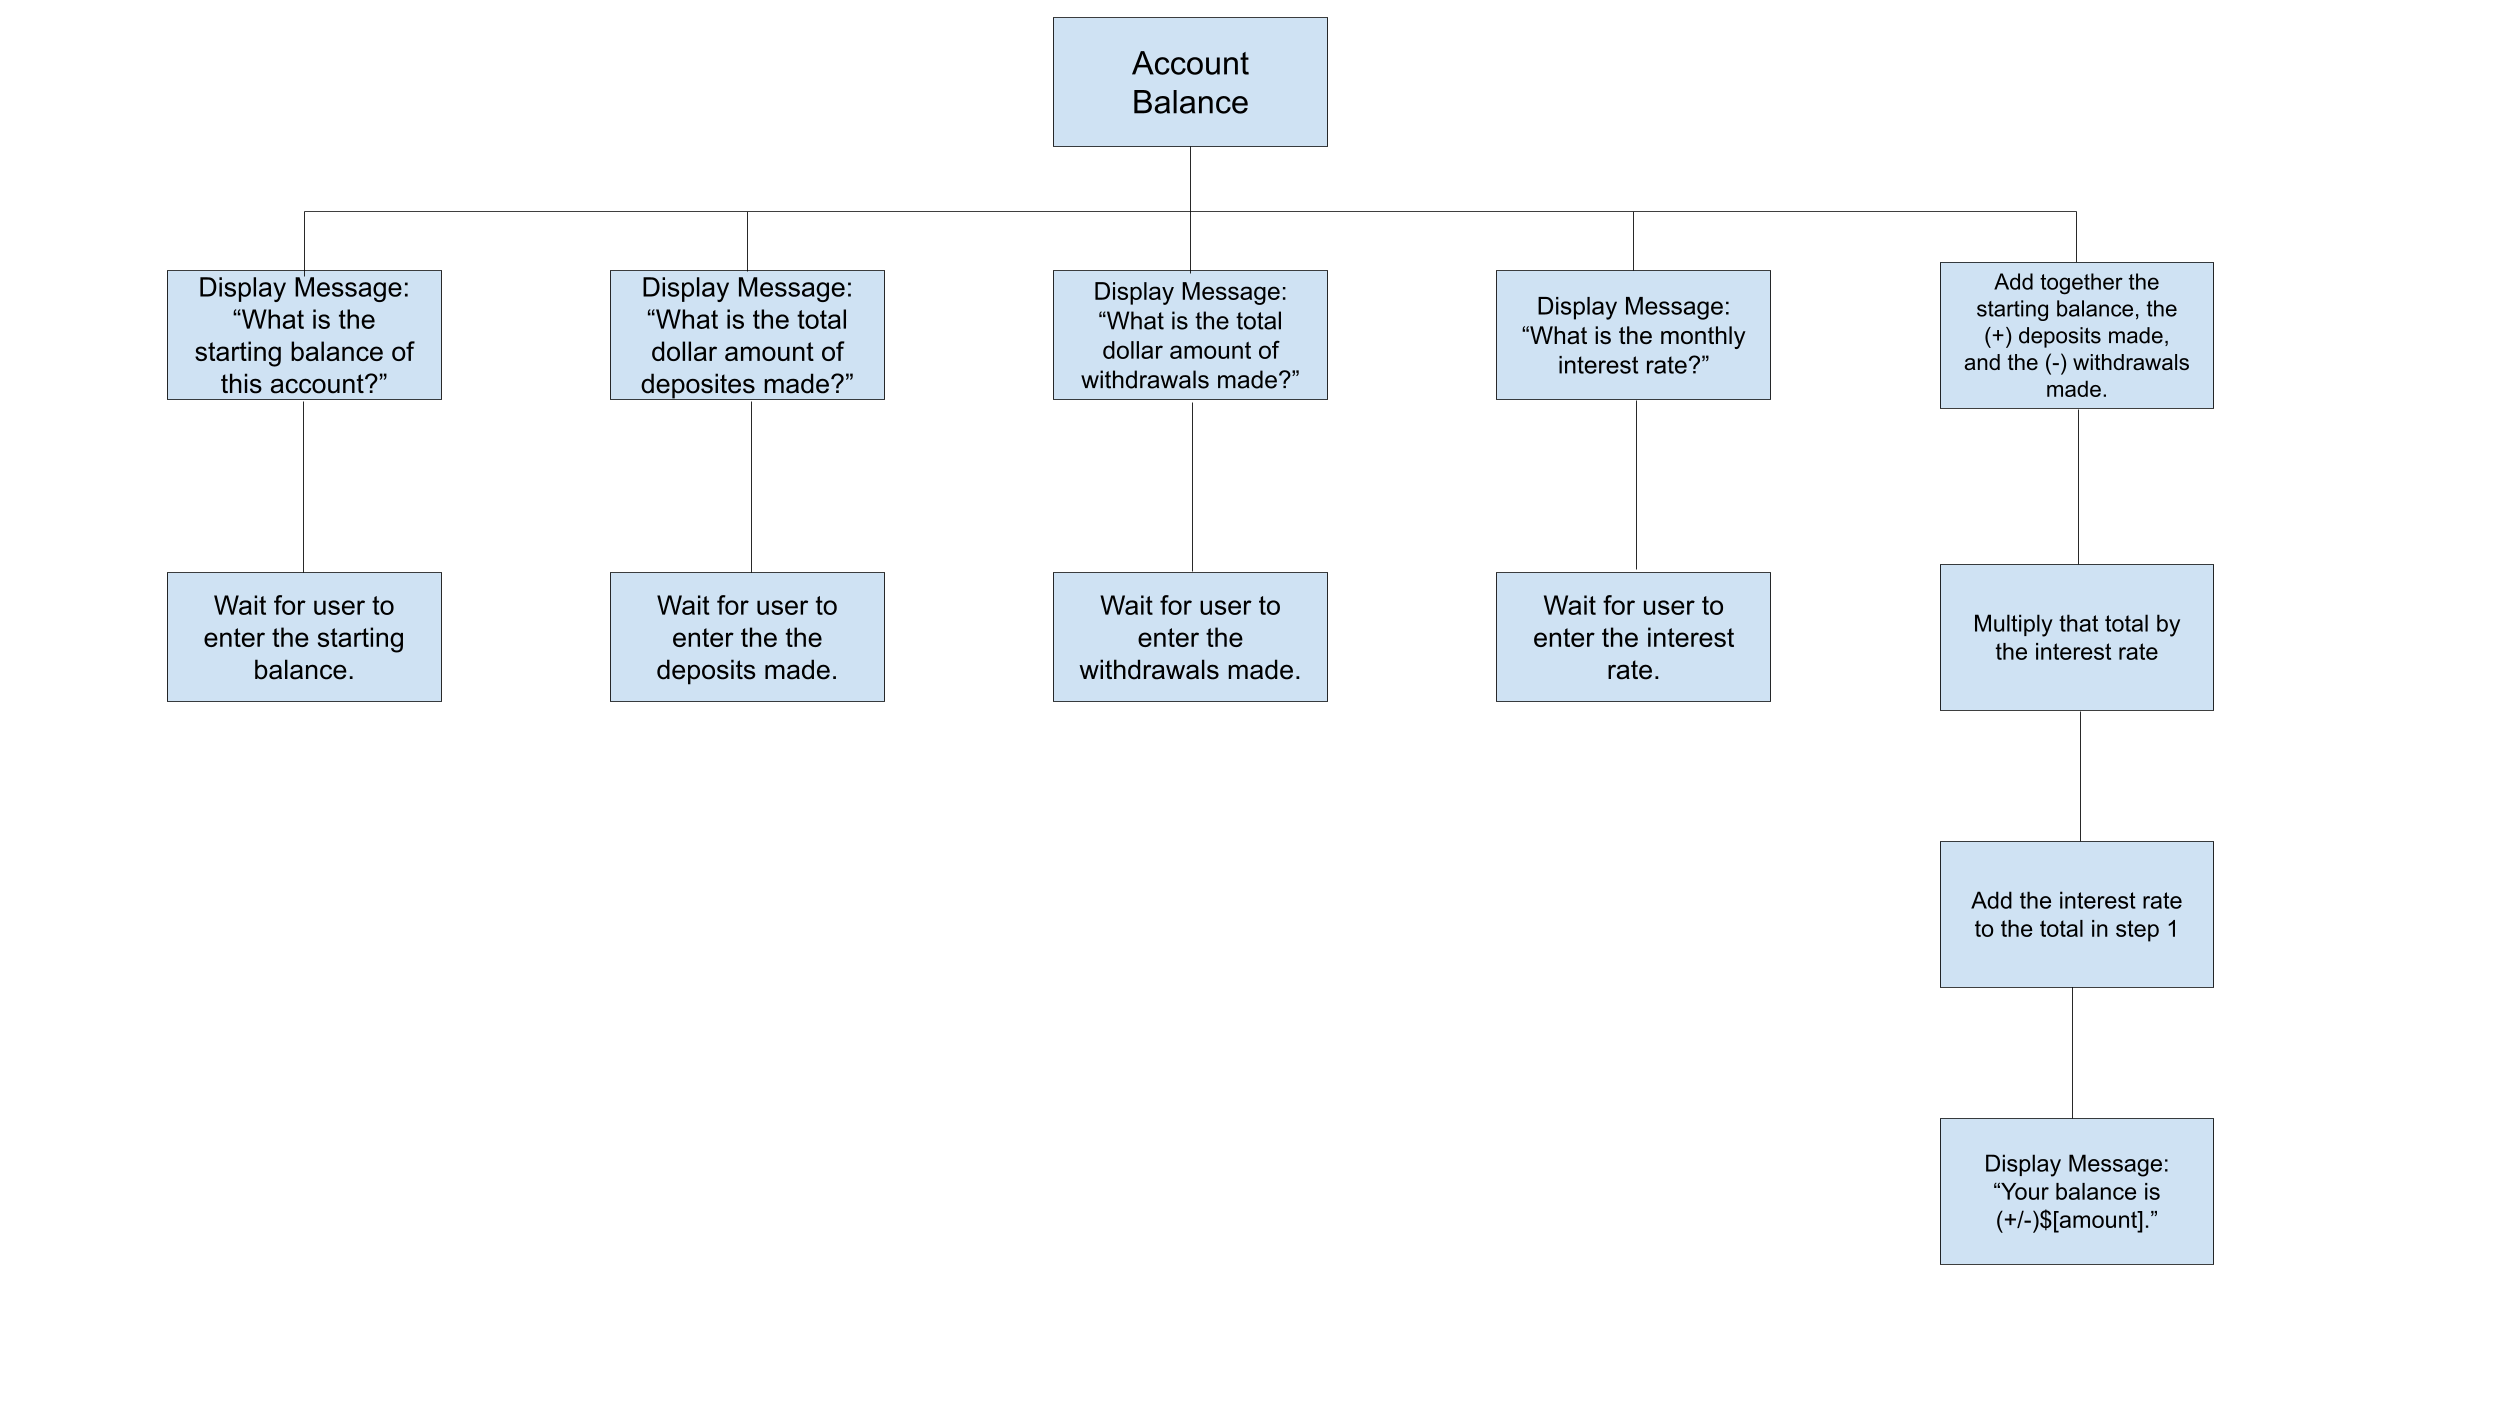 Account
Balance
Display Message:
“What is the
starting balance of
this account?”
Display Message:
“What is the total
dollar amount of
deposites made?”
Display Message:
“What is the total
dollar amount of
withdrawals made?”
Display Message:
“What is the monthly
interest rate?”
Add together the
starting balance, the
(+) deposits made,
and the (-) withdrawals
made.
Wait for user to
enter the starting
balance.
Wait for user to
enter the the
deposits made.
Wait for user to
enter the
withdrawals made.
Wait for user to
enter the interest
rate.
Multiply that total by
the interest rate
Add the interest rate
to the total in step 1
Display Message:
“Your balance is
(+/-)$[amount].”